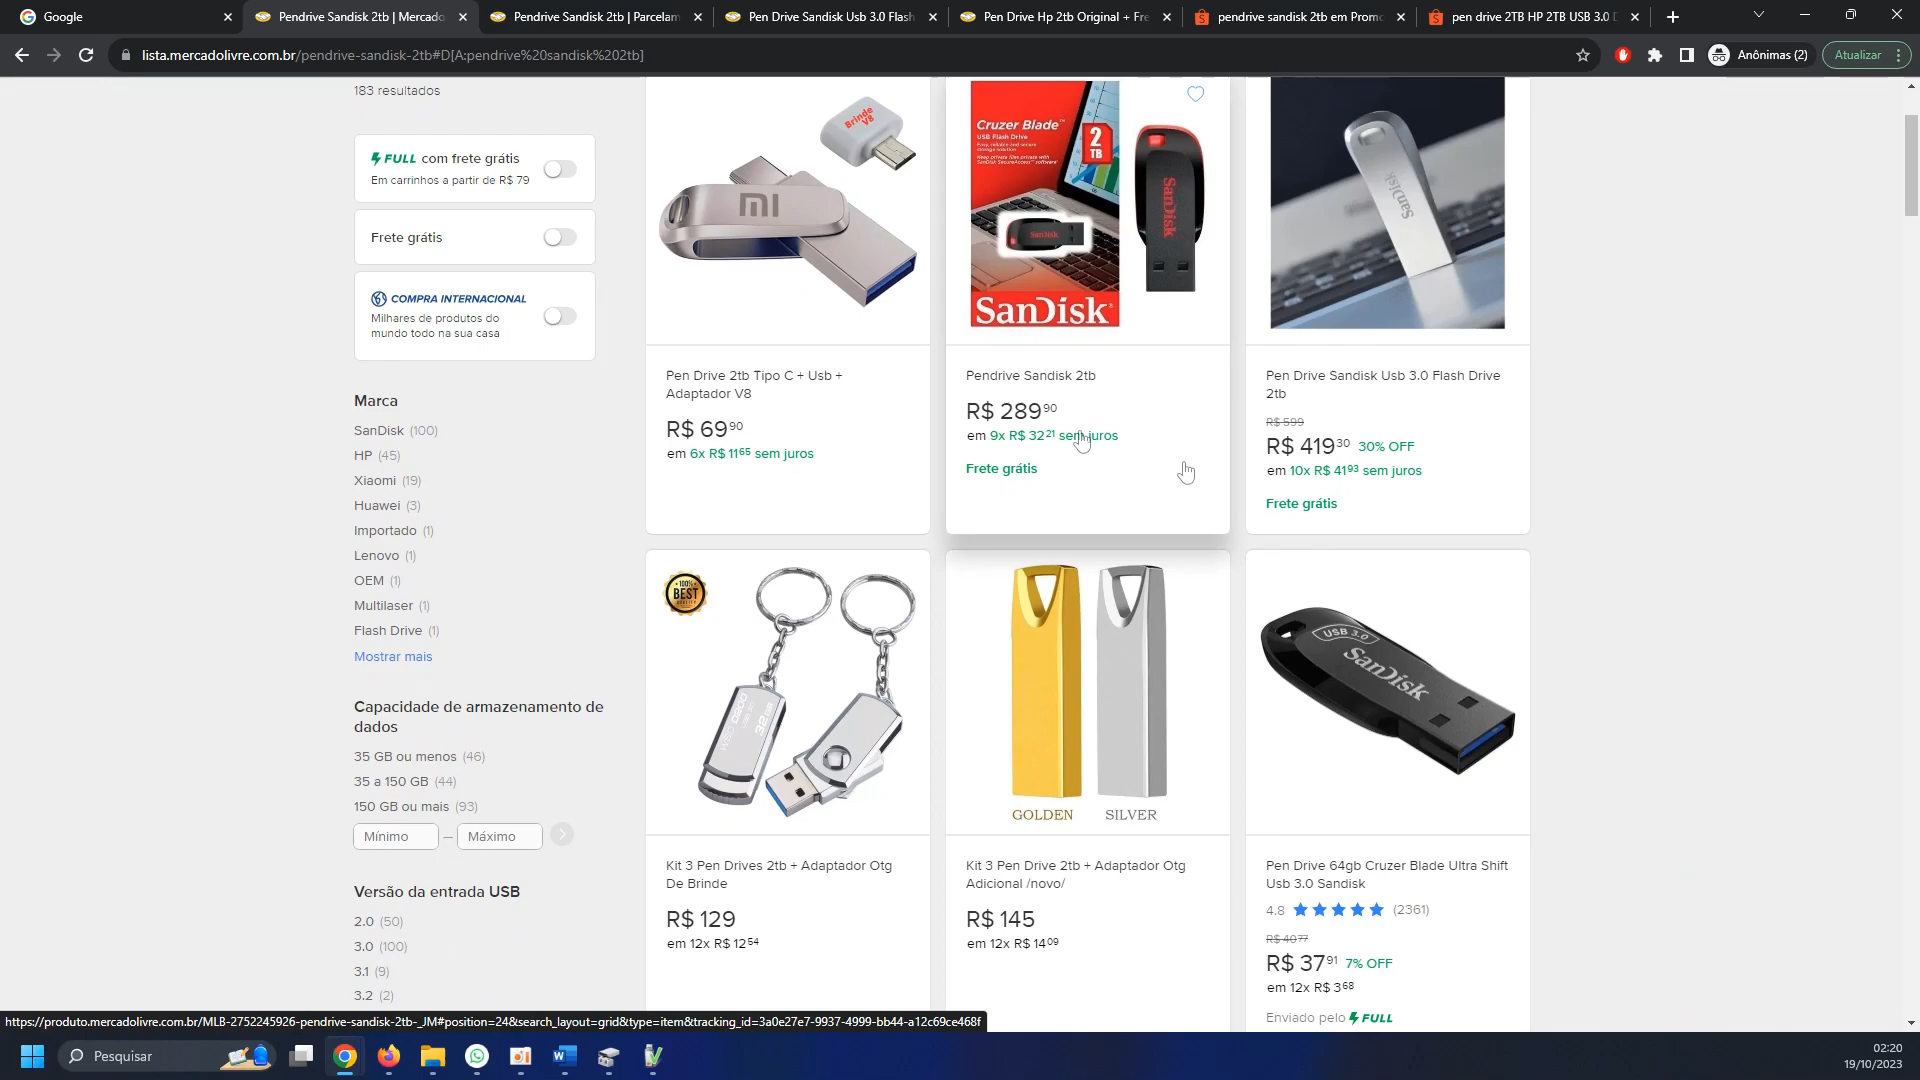 Google
Pendrive Sandisk 2tb | Mercado
Pendrive Sandisk 2tb | Parcelam
Pen Drive Sandisk Usb 3.0 Flash
Pen Drive Hp 2tb Original + Fre
pendrive sandisk 2tb em Promo
pen drive 2TB HP 2TB USB 3.0
lista.mercadolivre.com.br/pendrive-sandisk-2tb#D[A:pendrive%20sandisk%202tb]
Anônimas (2)
Atualizar
183 resultados
FULL com frete grátis
Em carrinhos a partir de R$ 79
Frete grátis
COMPRA INTERNACIONAL
Milhares de produtos do
mundo todo na sua casa
Marca
SanDisk (100)
HP (45)
Xiaomi (19)
Huawei (3)
Importado (1)
Lenovo (1)
OEM (1)
Multilaser (1)
Flash Drive (1)
Mostrar mais
Capacidade de armazenamento de
dados
35 GB ou menos (46)
35 a 150 GB (44)
150 GB ou mais (93)
Mínimo — Máximo
Versão da entrada USB
2.0 (50)
3.0 (100)
3.1 (9)
3.2 (2)
Brinde
V8
Pen Drive 2tb Tipo C + Usb +
Adaptador V8
R$ 69 90
em 6x R$ 11 65 sem juros
Cruzer Blade™
USB Flash Drive
2
TB
SanDisk
SanDisk
SanDisk
Pendrive Sandisk 2tb
R$ 289 90
em 9x R$ 32 21 sem juros
Frete grátis
SanDisk
Pen Drive Sandisk Usb 3.0 Flash Drive
2tb
R$ 599
R$ 419 30 30% OFF
em 10x R$ 41 93 sem juros
Frete grátis
100%
BEST
32GB
Kit 3 Pen Drives 2tb + Adaptador Otg
De Brinde
R$ 129
em 12x R$ 12 54
GOLDEN SILVER
Kit 3 Pen Drive 2tb + Adaptador Otg
Adicional /novo/
R$ 145
em 12x R$ 14 09
USB 3.0
SanDisk
Pen Drive 64gb Cruzer Blade Ultra Shift
Usb 3.0 Sandisk
4.8 (2361)
R$ 40 77
R$ 37 91 7% OFF
em 12x R$ 3 68
Enviado pelo FULL
https://produto.mercadolivre.com.br/MLB-2752245926-pendrive-sandisk-2tb-_JM#position=24&search_layout=grid&type=item&tracking_id=3a0e27e7-9937-4999-bb44-a12c69ce468f
Pesquisar
02:20
19/10/2023